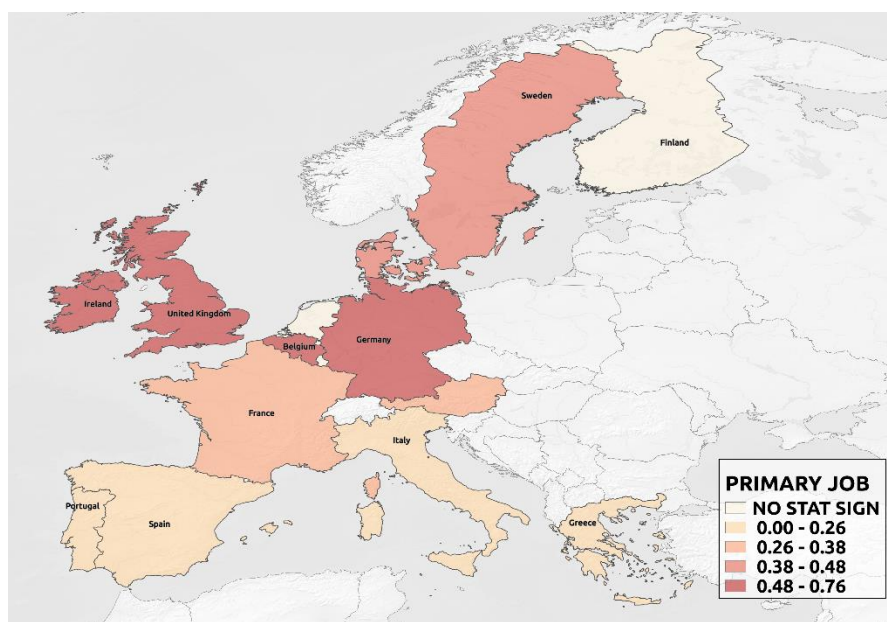 Sweden
Finland
Ireland
United Kingdom
Belgium
Germany
France
Italy
Portugal
Spain
Greece
PRIMARY JOB
NO STAT SIGN
0.00 - 0.26
0.26 - 0.38
0.38 - 0.48
0.48 - 0.76